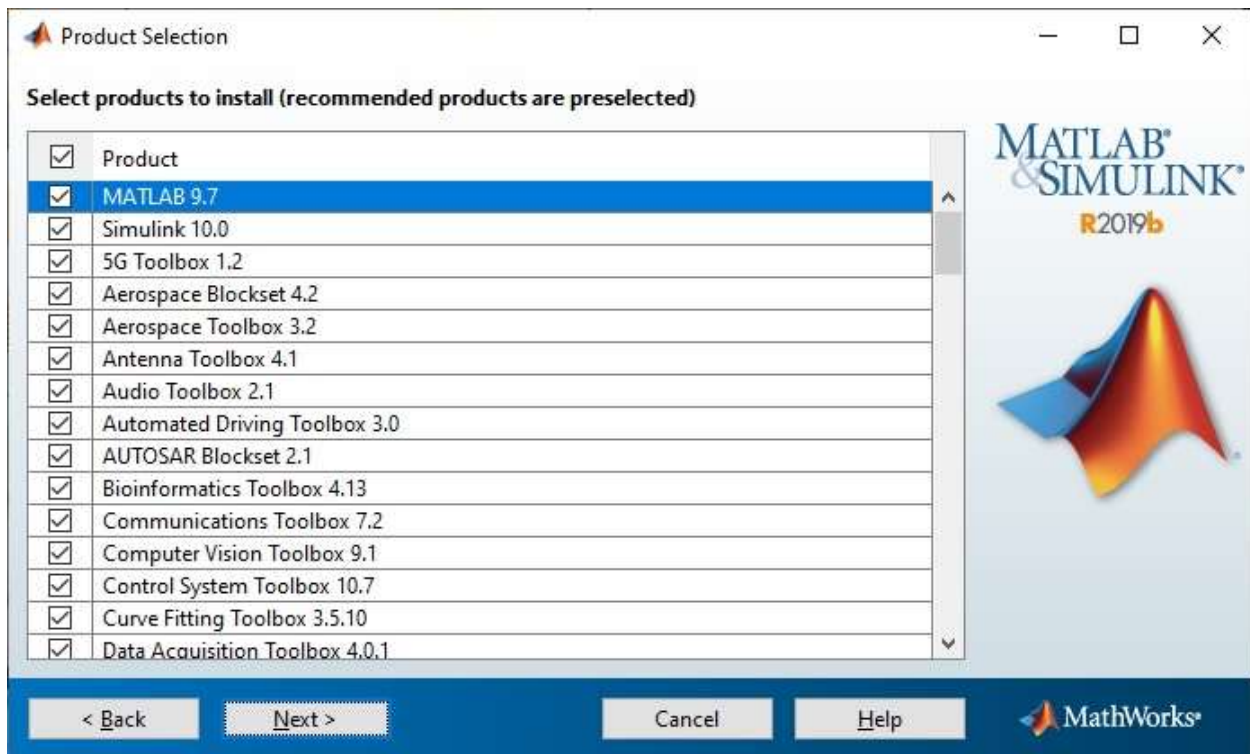 Product Selection
Select products to install (recommended products are preselected)
Product
MATLAB 9.7
Simulink 10.0
5G Toolbox 1.2
Aerospace Blockset 4.2
Aerospace Toolbox 3.2
Antenna Toolbox 4.1
Audio Toolbox 2.1
Automated Driving Toolbox 3.0
AUTOSAR Blockset 2.1
Bioinformatics Toolbox 4.13
Communications Toolbox 7.2
Computer Vision Toolbox 9.1
Control System Toolbox 10.7
Curve Fitting Toolbox 3.5.10
Data Acquisition Toolbox 4.0.1
MATLAB®
&SIMULINK®
R2019b
< Back
Next >
Cancel
Help
MathWorks®